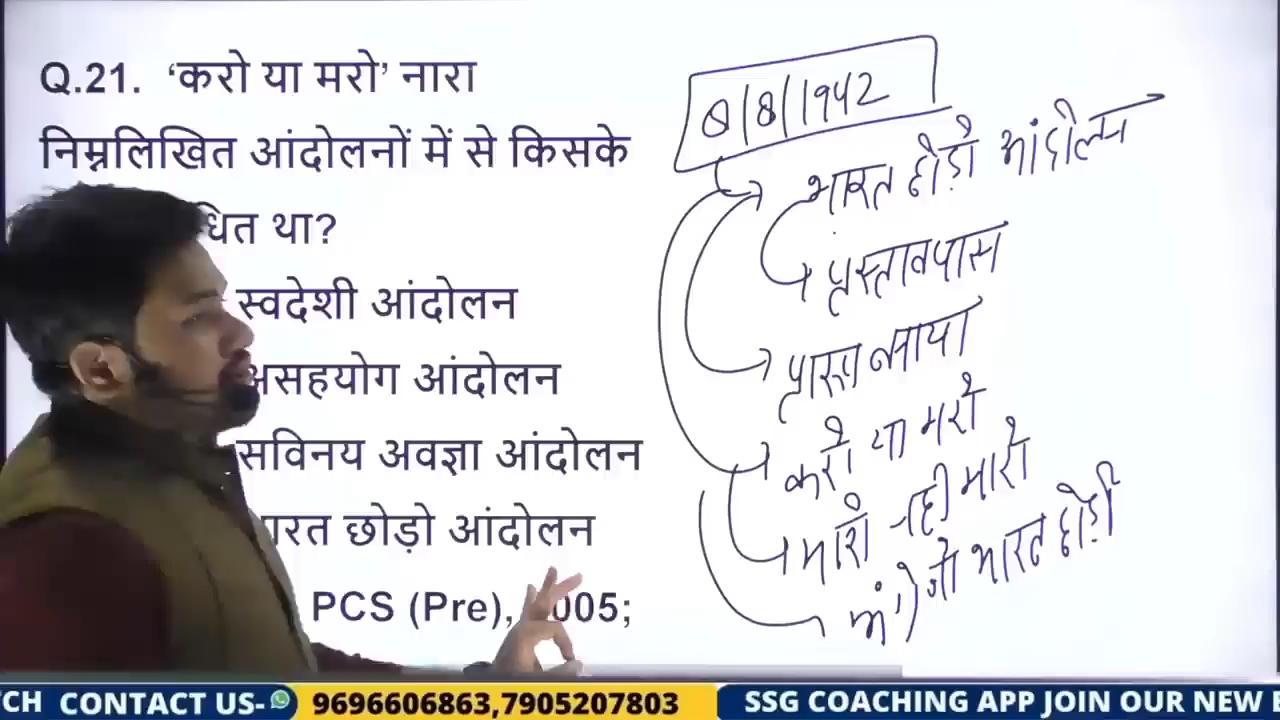 Q.21. ‘करो या मरो’ नारा
निम्नलिखित आंदोलनों में से किसके
धित था?
स्वदेशी आंदोलन
असहयोग आंदोलन
सविनय अवज्ञा आंदोलन
ारत छोड़ो आंदोलन
PCS (Pre), 2005;
8/8/1942
भारत छोड़ो आंदोलन
प्रस्ताव पास
करो या मरो
मारो नही मारो
अंग्रेजो भारत छोड़ो
TCH CONTACT US- 9696606863,7905207803 SSG COACHING APP JOIN OUR NEW